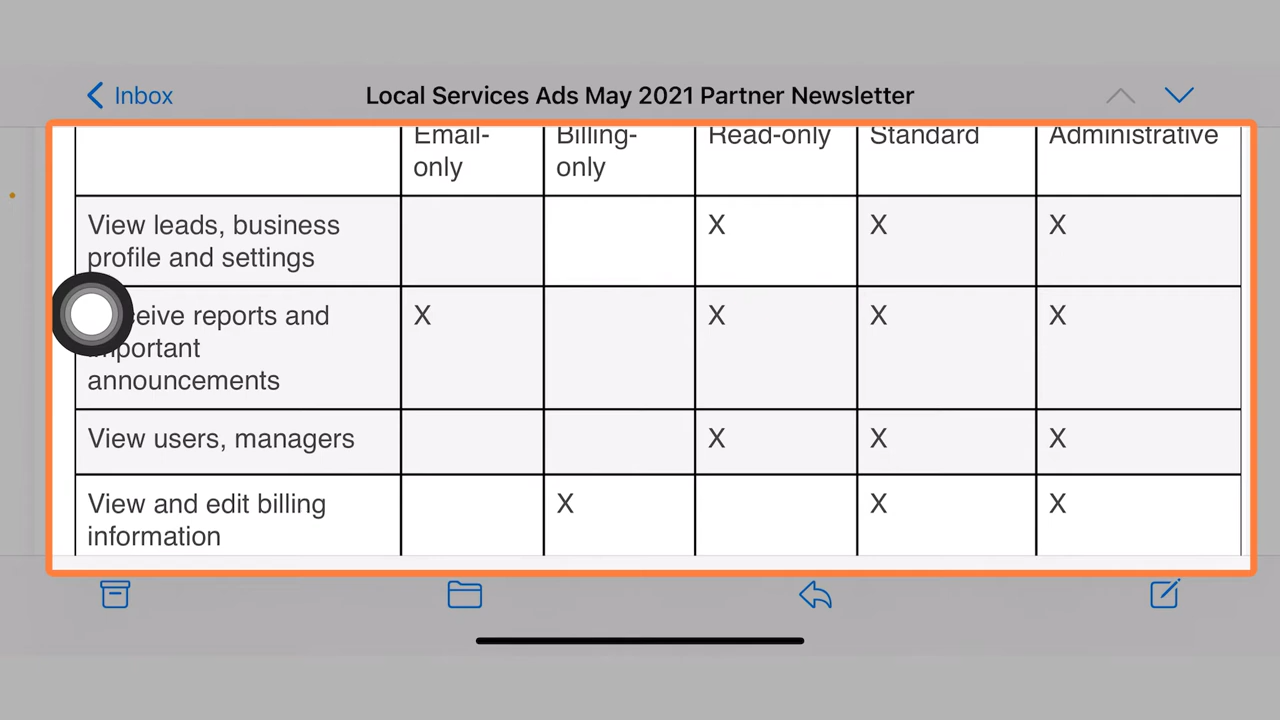 Inbox
Local Services Ads May 2021 Partner Newsletter
Email- Billing- Read-only Standard Administrative
only only
View leads, business X X X
profile and settings
eive reports and X X X X
portant
announcements
View users, managers X X X
View and edit billing X X X
information